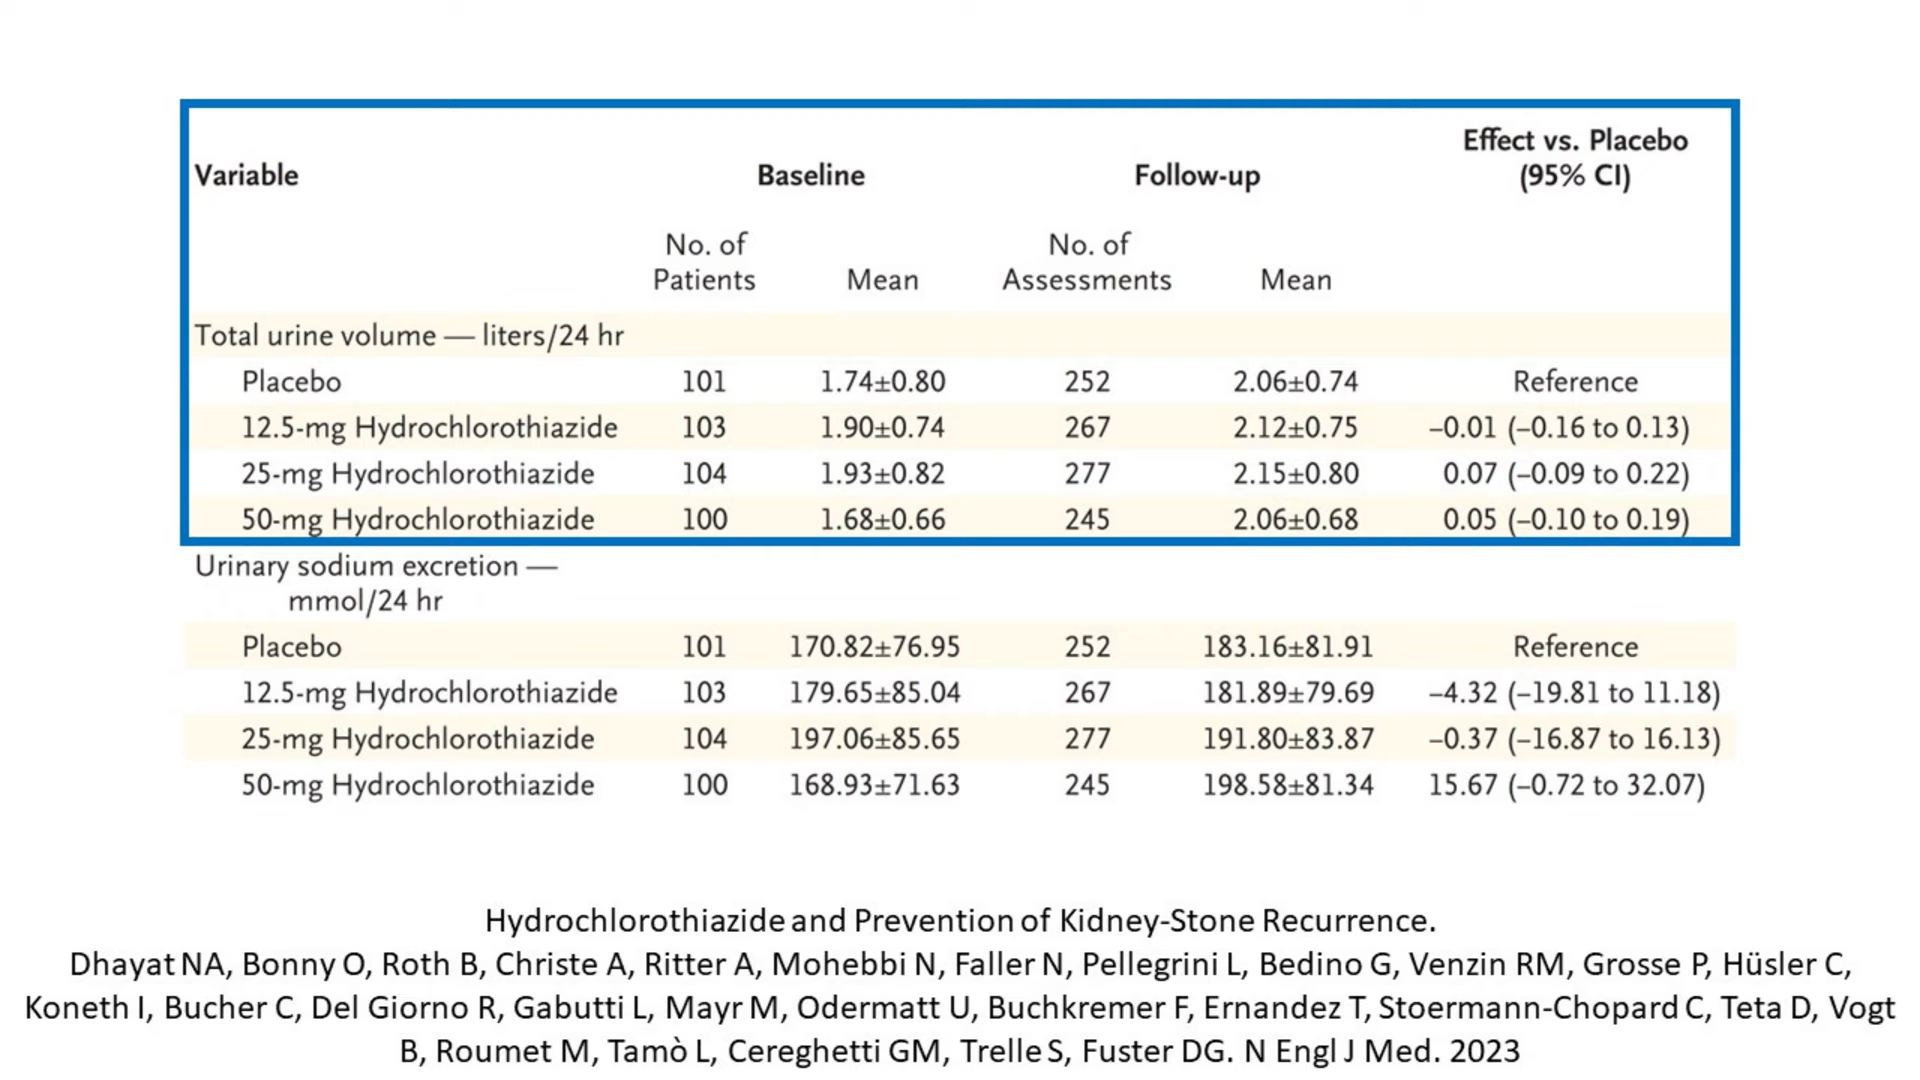 Variable Baseline Follow-up Effect vs. Placebo (95% CI)
No. of Patients Mean No. of Assessments Mean
Total urine volume — liters/24 hr
Placebo 101 1.74±0.80 252 2.06±0.74 Reference
12.5-mg Hydrochlorothiazide 103 1.90±0.74 267 2.12±0.75 –0.01 (–0.16 to 0.13)
25-mg Hydrochlorothiazide 104 1.93±0.82 277 2.15±0.80 0.07 (–0.09 to 0.22)
50-mg Hydrochlorothiazide 100 1.68±0.66 245 2.06±0.68 0.05 (–0.10 to 0.19)
Urinary sodium excretion —
mmol/24 hr
Placebo 101 170.82±76.95 252 183.16±81.91 Reference
12.5-mg Hydrochlorothiazide 103 179.65±85.04 267 181.89±79.69 –4.32 (–19.81 to 11.18)
25-mg Hydrochlorothiazide 104 197.06±85.65 277 191.80±83.87 –0.37 (–16.87 to 16.13)
50-mg Hydrochlorothiazide 100 168.93±71.63 245 198.58±81.34 15.67 (–0.72 to 32.07)
Hydrochlorothiazide and Prevention of Kidney-Stone Recurrence.
Dhayat NA, Bonny O, Roth B, Christe A, Ritter A, Mohebbi N, Faller N, Pellegrini L, Bedino G, Venzin RM, Grosse P, Hüsler C,
Koneth I, Bucher C, Del Giorno R, Gabutti L, Mayr M, Odermatt U, Buchkremer F, Ernandez T, Stoermann-Chopard C, Teta D, Vogt
B, Roumet M, Tamò L, Cereghetti GM, Trelle S, Fuster DG. N Engl J Med. 2023